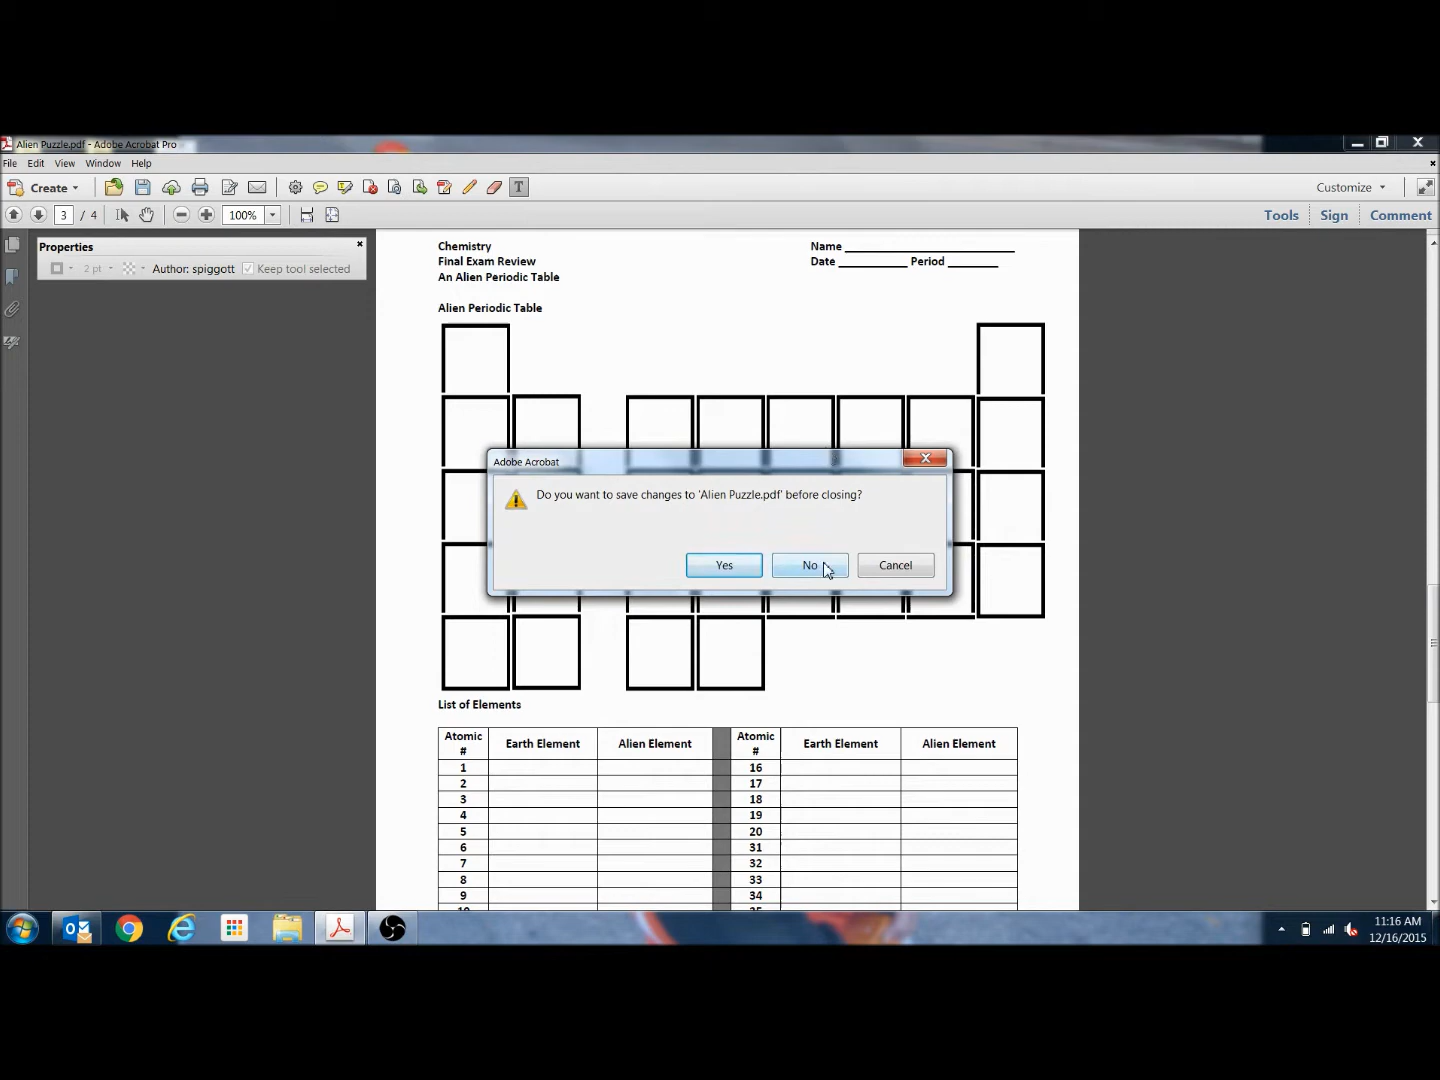 Alien Puzzle.pdf - Adobe Acrobat Pro
File Edit View Window Help
Create
T
Customize
3 / 4
100%
Tools Sign Comment
Properties
2 pt Author: spiggott Keep tool selected
Chemistry Name
Final Exam Review Date Period
An Alien Periodic Table
Alien Periodic Table
Adobe Acrobat
Do you want to save changes to 'Alien Puzzle.pdf' before closing?
Yes No Cancel
List of Elements
Atomic # Earth Element Alien Element Atomic # Earth Element Alien Element
1 16
2 17
3 18
4 19
5 20
6 31
7 32
8 33
9 34
11:16 AM
12/16/2015